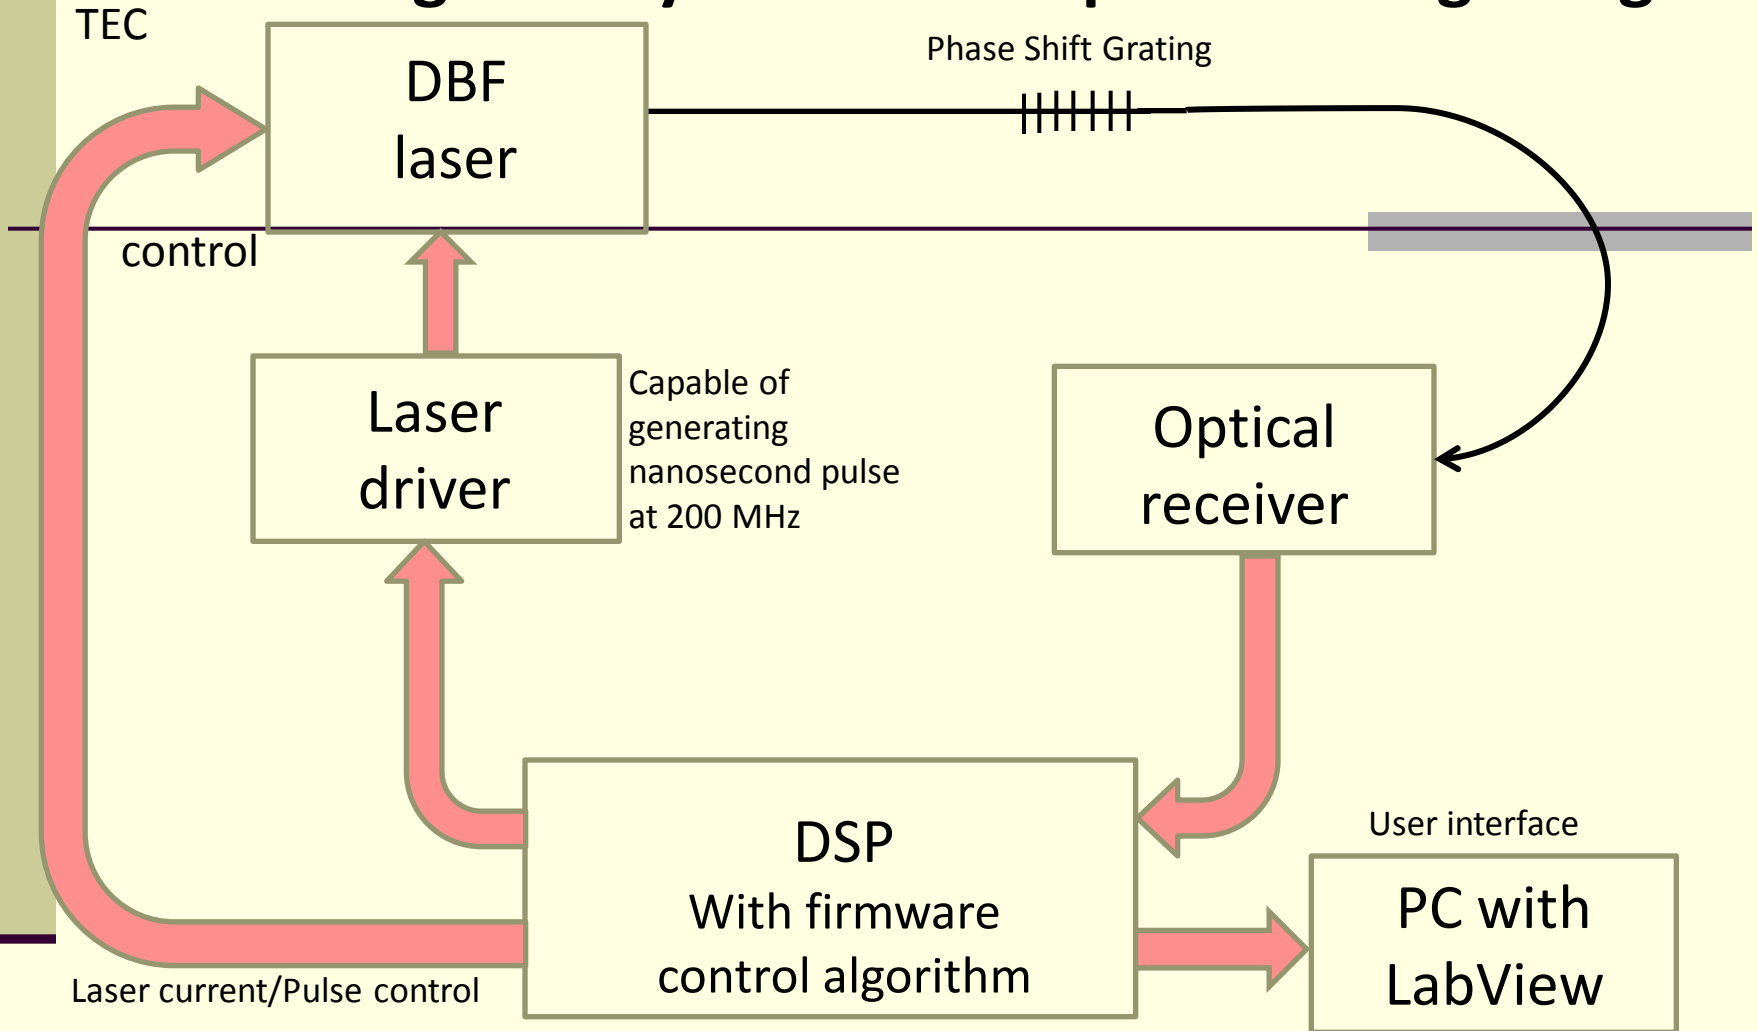 TEC
DBF
laser
Phase Shift Grating
control
Laser
driver
Capable of
generating
nanosecond pulse
at 200 MHz
Optical
receiver
DSP
With firmware
control algorithm
User interface
PC with
LabView
Laser current/Pulse control